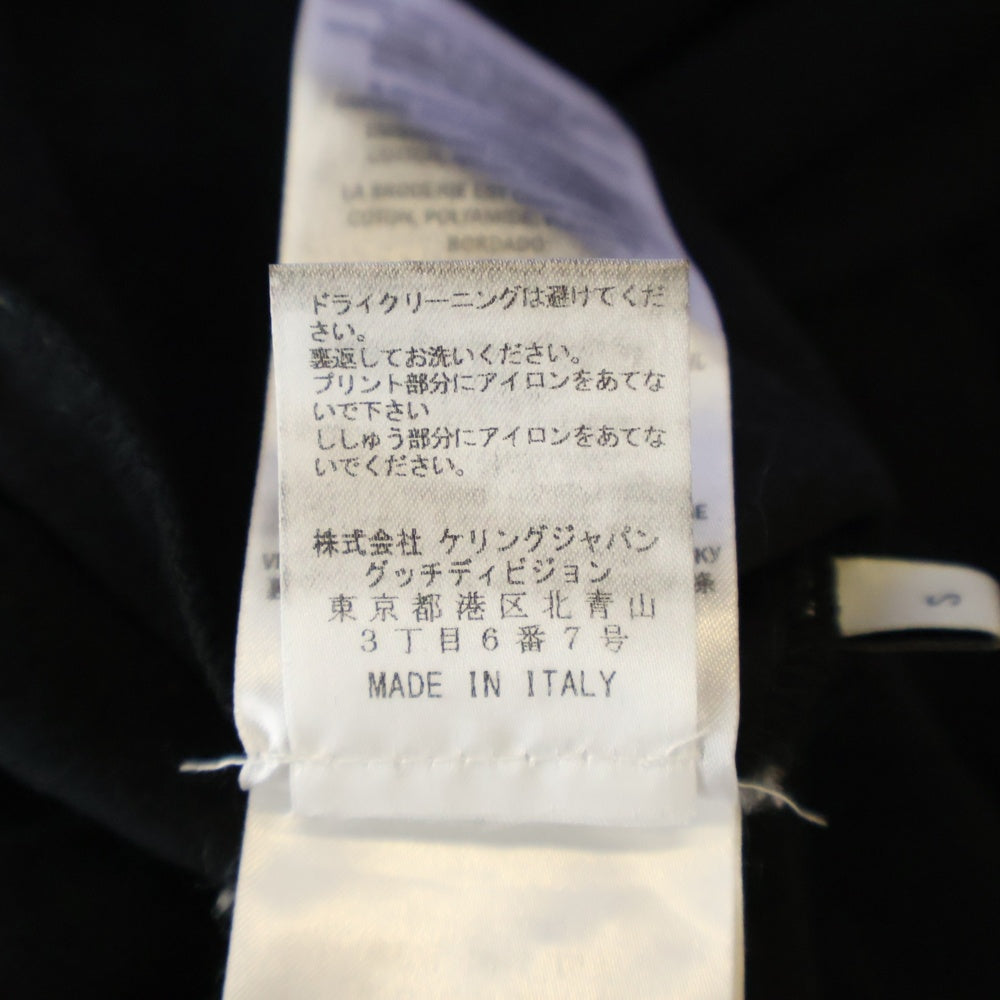 COTON, POLYAMIDE,
BORDADO
ドライクリーニングは避けてくだ
さい。
裏返してお洗いください。
プリント部分にアイロンをあてな
いで下さい
ししゅう部分にアイロンをあてな
いでください。
株式会社 ケリングジャパン
グッチディビジョン
東京都港区北青山
3丁目6番7号
MADE IN ITALY
S